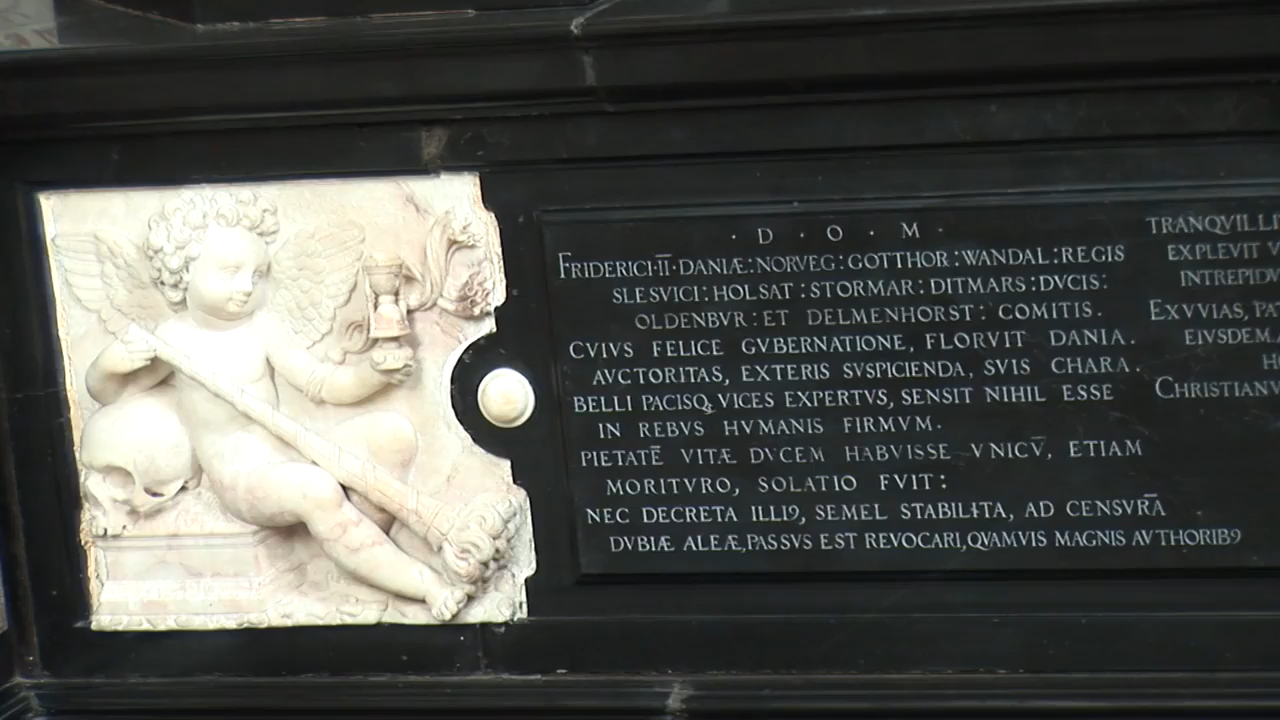 · D · O · M ·
FRIDERICI·II·DANIÆ:NORVEG:GOTTHOR:WANDAL:REGIS
SLESVICI:HOLSAT:STORMAR:DITMARS:DVCIS:
OLDENBVR:ET DELMENHORST: COMITIS.
CVIVS FELICE GVBERNATIONE, FLORVIT DANIA.
AVCTORITAS, EXTERIS SVSPICIENDA, SVIS CHARA.
BELLI PACISQ, VICES EXPERTVS, SENSIT NIHIL ESSE
IN REBVS HVMANIS FIRMVM.
PIETATĒ VITÆ DVCEM HABVISSE VNICV̄, ETIAM
MORITVRO, SOLATIO FVIT:
NEC DECRETA ILLI9, SEMEL STABILITA, AD CENSVRĀ
DVBIÆ ALEÆ, PASSVS EST REVOCARI, QVAMVIS MAGNIS AVTHORIB9
TRANQVILLI
EXPLEVIT V
INTREPIDV
EXVVIAS, PA
EIVSDEM
H
CHRISTIANV